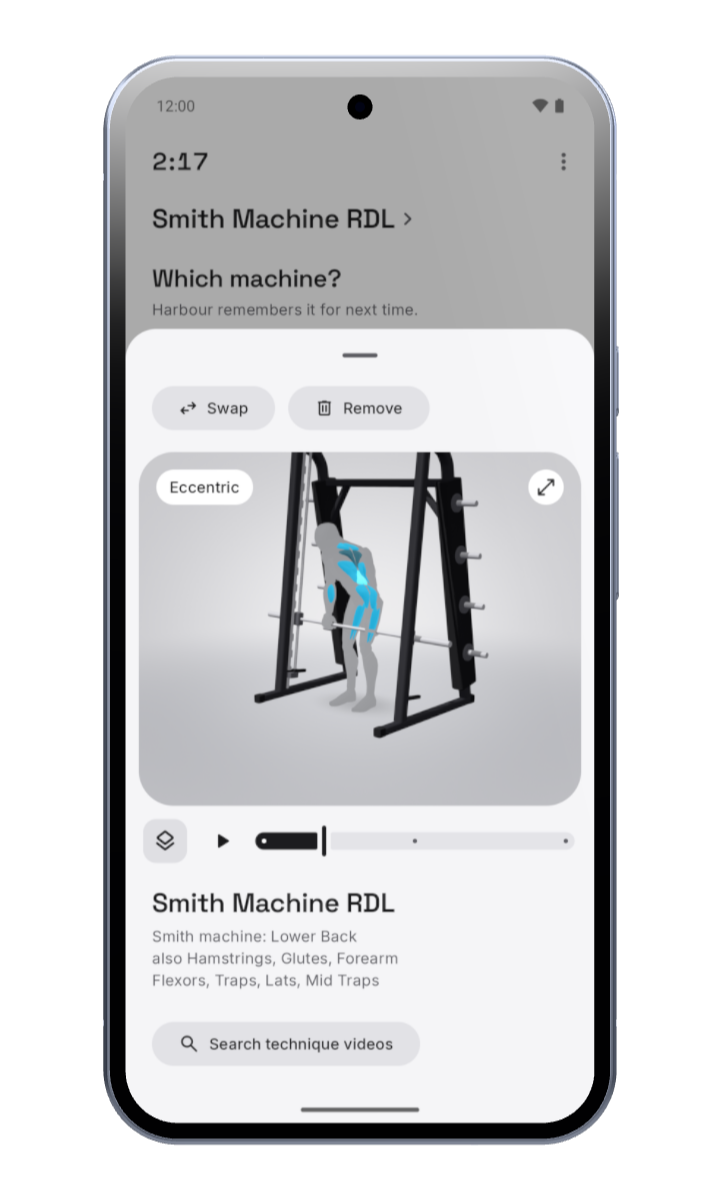 12:00
2:17
Smith Machine RDL
Which machine?
Harbour remembers it for next time.
Swap
Remove
Eccentric
Smith Machine RDL
Smith machine: Lower Back
also Hamstrings, Glutes, Forearm
Flexors, Traps, Lats, Mid Traps
Search technique videos